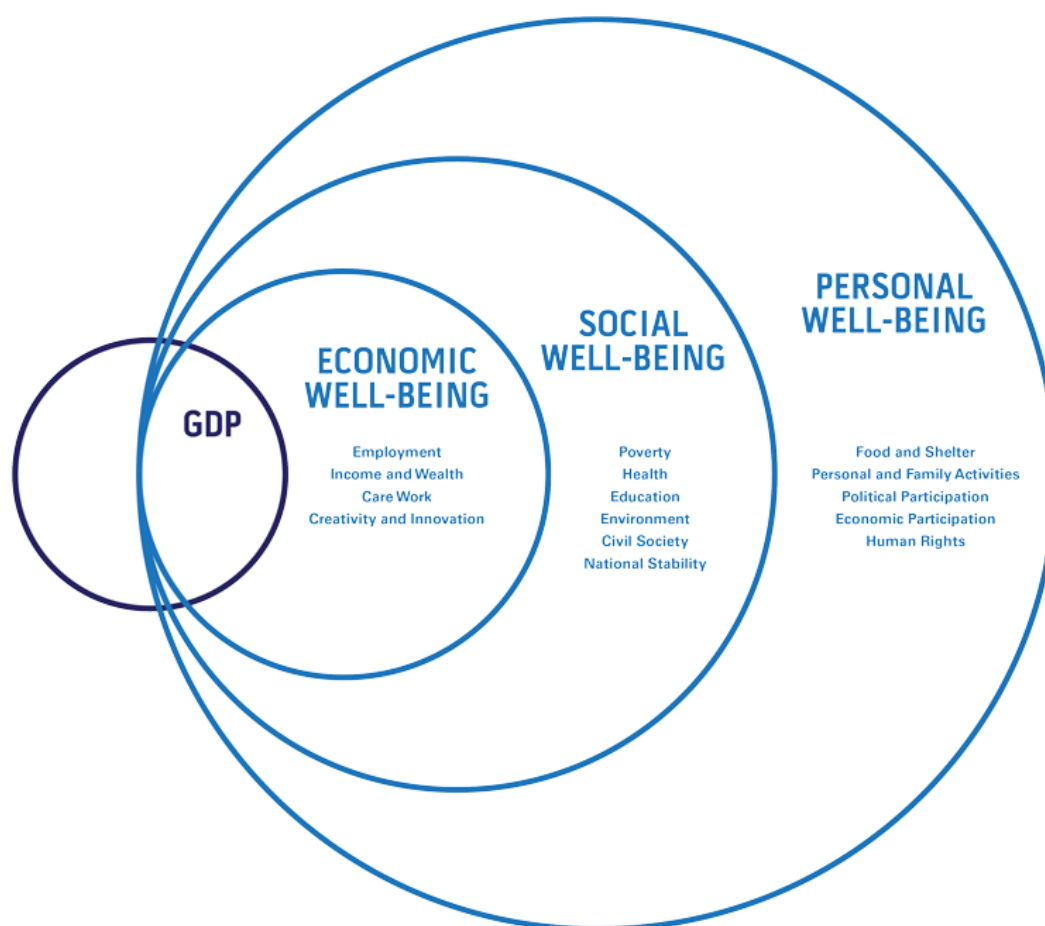 GDP
ECONOMIC
WELL-BEING
Employment
Income and Wealth
Care Work
Creativity and Innovation
SOCIAL
WELL-BEING
Poverty
Health
Education
Environment
Civil Society
National Stability
PERSONAL
WELL-BEING
Food and Shelter
Personal and Family Activities
Political Participation
Economic Participation
Human Rights